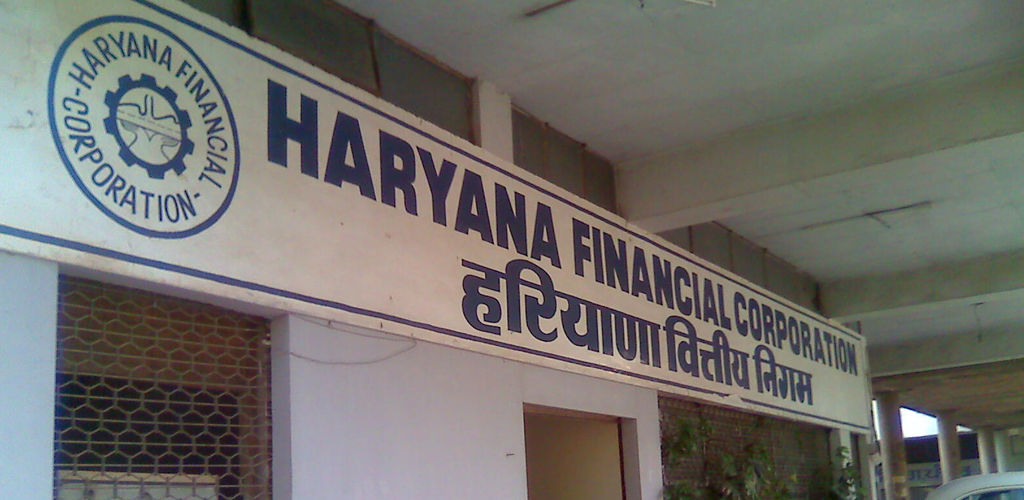 -HARYANA FINANCIAL CORPORATION-
HARYANA FINANCIAL CORPORATION
हरियाणा वित्तीय निगम